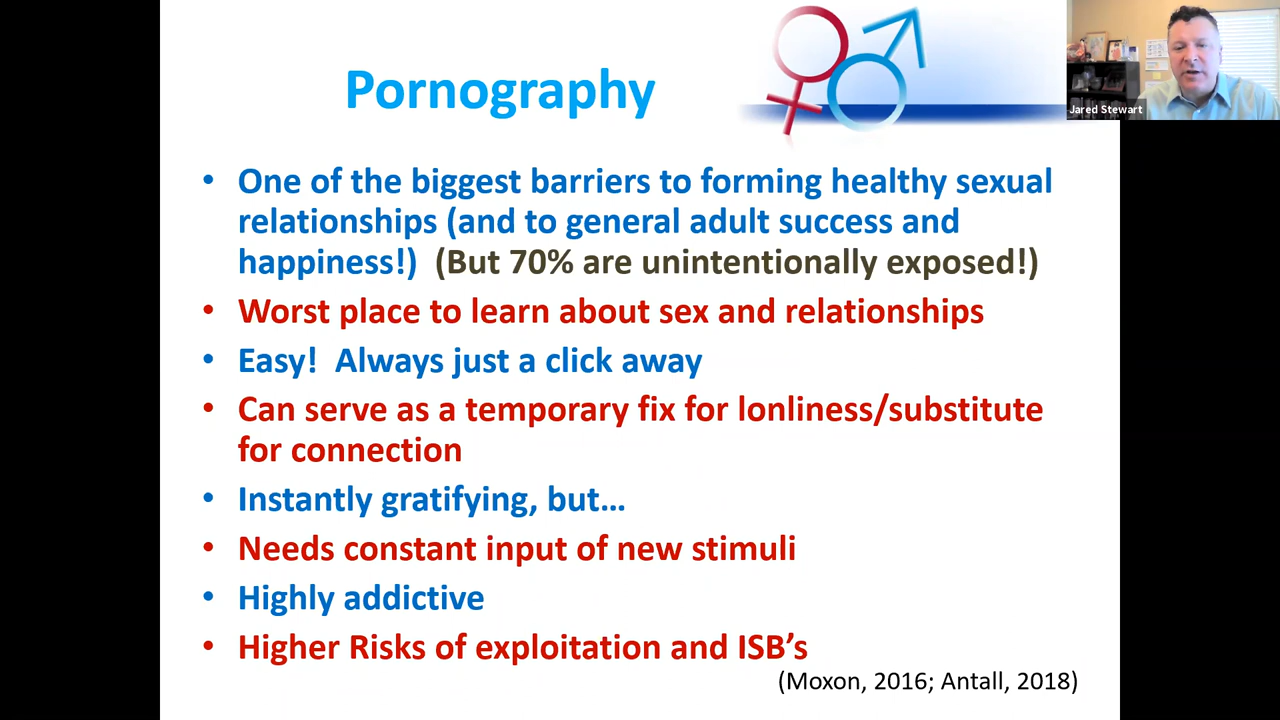 Pornography
Jared Stewart
• One of the biggest barriers to forming healthy sexual
relationships (and to general adult success and
happiness!) (But 70% are unintentionally exposed!)
• Worst place to learn about sex and relationships
• Easy! Always just a click away
• Can serve as a temporary fix for lonliness/substitute
for connection
• Instantly gratifying, but...
• Needs constant input of new stimuli
• Highly addictive
• Higher Risks of exploitation and ISB’s
(Moxon, 2016; Antall, 2018)